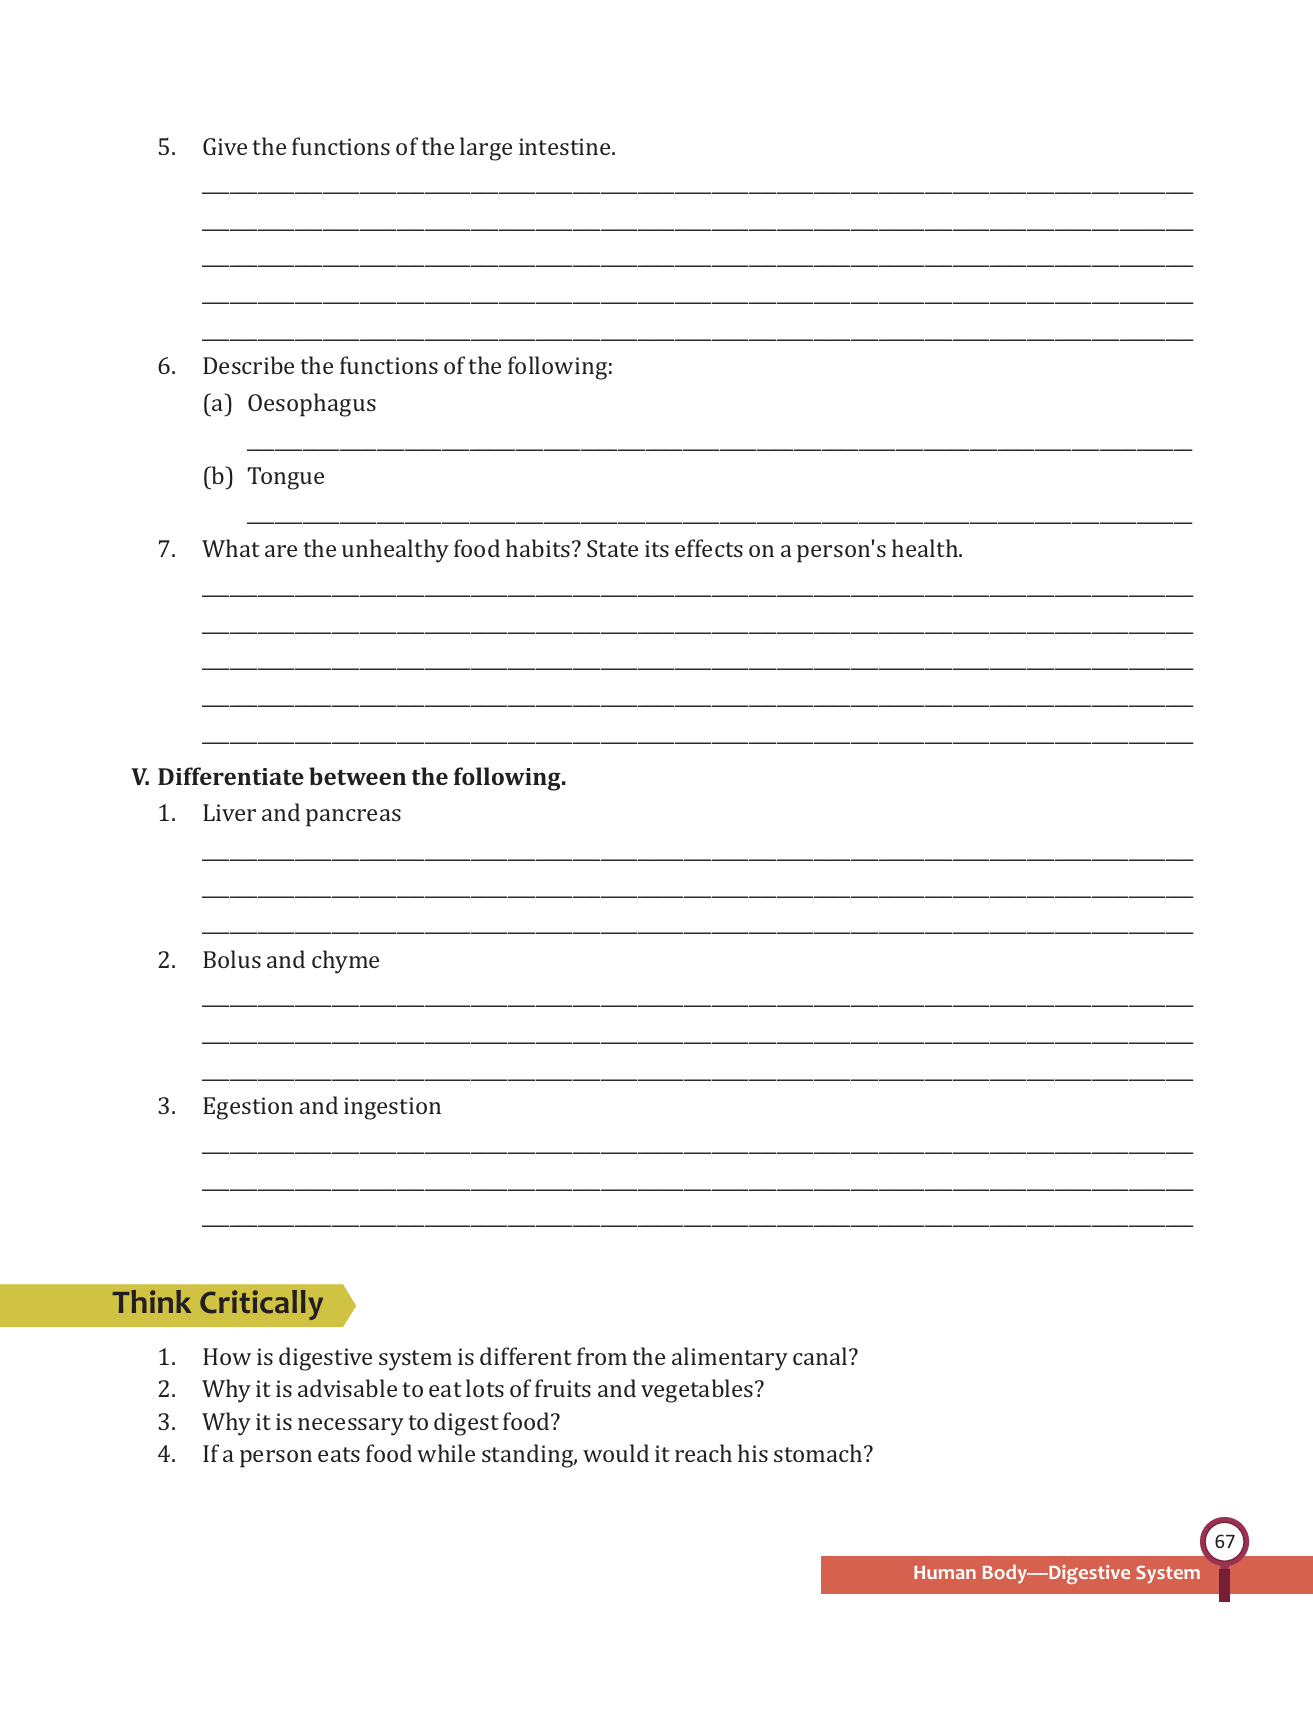 5. Give the functions of the large intestine.
6. Describe the functions of the following:
(a) Oesophagus
(b) Tongue
7. What are the unhealthy food habits? State its effects on a person's health.
V. Differentiate between the following.
1. Liver and pancreas
2. Bolus and chyme
3. Egestion and ingestion
Think Critically
1. How is digestive system is different from the alimentary canal?
2. Why it is advisable to eat lots of fruits and vegetables?
3. Why it is necessary to digest food?
4. If a person eats food while standing, would it reach his stomach?
67
Human Body—Digestive System